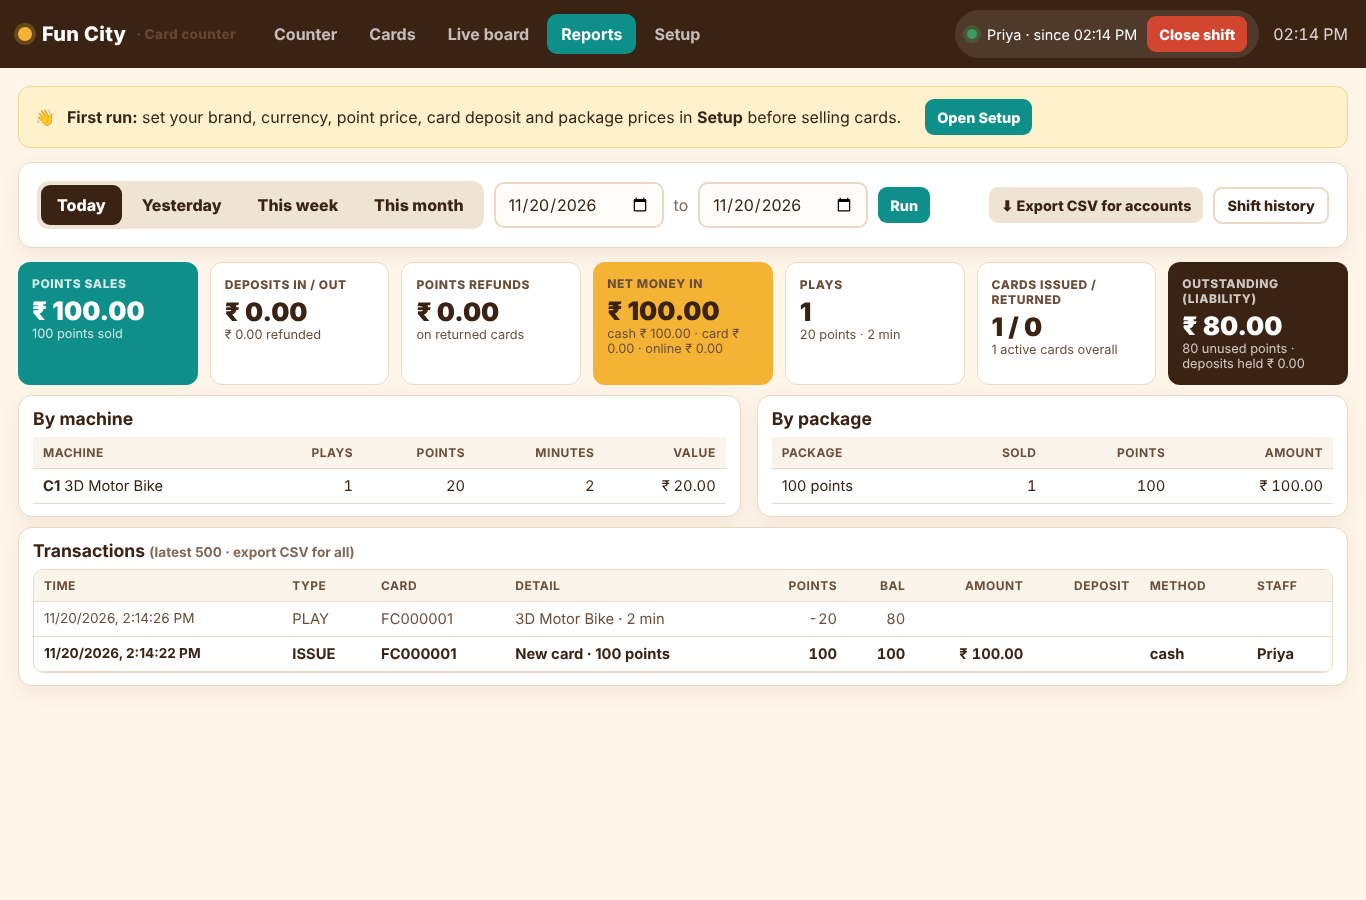 Fun City · Card counter Counter Cards Live board Reports Setup Priya · since 02:14 PM Close shift 02:14 PM
👋 First run: set your brand, currency, point price, card deposit and package prices in Setup before selling cards. Open Setup
Today Yesterday This week This month 11/20/2026 to 11/20/2026 Run ⬇ Export CSV for accounts Shift history
POINTS SALES
₹ 100.00
100 points sold
DEPOSITS IN / OUT
₹ 0.00
₹ 0.00 refunded
POINTS REFUNDS
₹ 0.00
on returned cards
NET MONEY IN
₹ 100.00
cash ₹ 100.00 · card ₹
0.00 · online ₹ 0.00
PLAYS
1
20 points · 2 min
CARDS ISSUED /
RETURNED
1 / 0
1 active cards overall
OUTSTANDING
(LIABILITY)
₹ 80.00
80 unused points ·
deposits held ₹ 0.00
By machine
MACHINE PLAYS POINTS MINUTES VALUE
C1 3D Motor Bike 1 20 2 ₹ 20.00
By package
PACKAGE SOLD POINTS AMOUNT
100 points 1 100 ₹ 100.00
Transactions (latest 500 · export CSV for all)
TIME TYPE CARD DETAIL POINTS BAL AMOUNT DEPOSIT METHOD STAFF
11/20/2026, 2:14:26 PM PLAY FC000001 3D Motor Bike · 2 min -20 80
11/20/2026, 2:14:22 PM ISSUE FC000001 New card · 100 points 100 100 ₹ 100.00 cash Priya